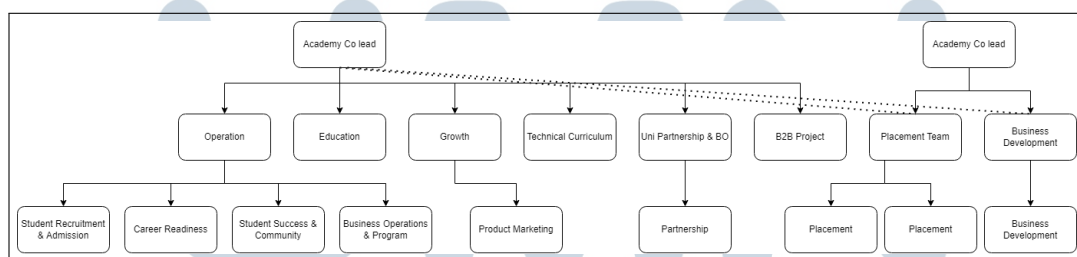 Academy Co lead
Academy Co lead
Operation
Education
Growth
Technical Curriculum
Uni Partnership & BO
B2B Project
Placement Team
Business
Development
Student Recruitment
& Admission
Career Readiness
Student Success &
Community
Business Operations
& Program
Product Marketing
Partnership
Placement
Placement
Business
Development